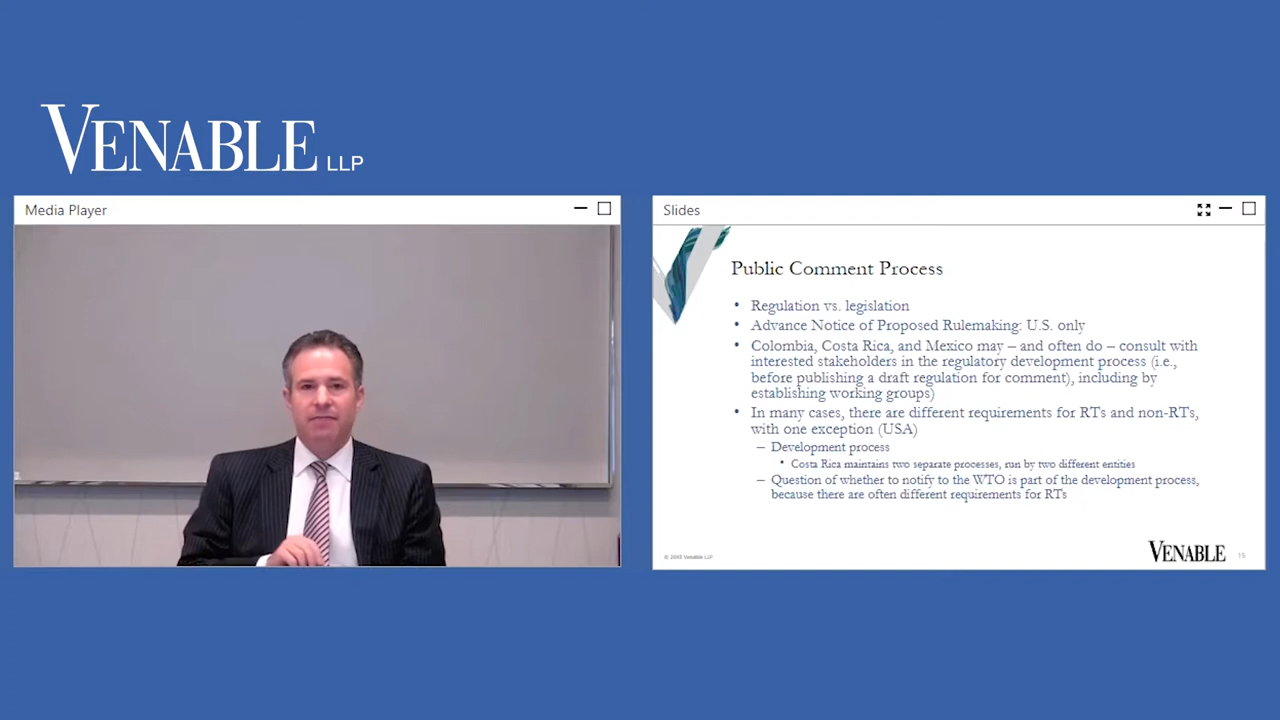 VENABLE LLP
Media Player
Slides
Public Comment Process
• Regulation vs. legislation
• Advance Notice of Proposed Rulemaking: U.S. only
• Colombia, Costa Rica, and Mexico may – and often do – consult with
interested stakeholders in the regulatory development process (i.e.,
before publishing a draft regulation for comment), including by
establishing working groups)
• In many cases, there are different requirements for RTs and non-RTs,
with one exception (USA)
– Development process
• Costa Rica maintains two separate processes, run by two different entities
– Question of whether to notify to the WTO is part of the development process,
because there are often different requirements for RTs
© 2008 Venable LLP
VENABLE
15